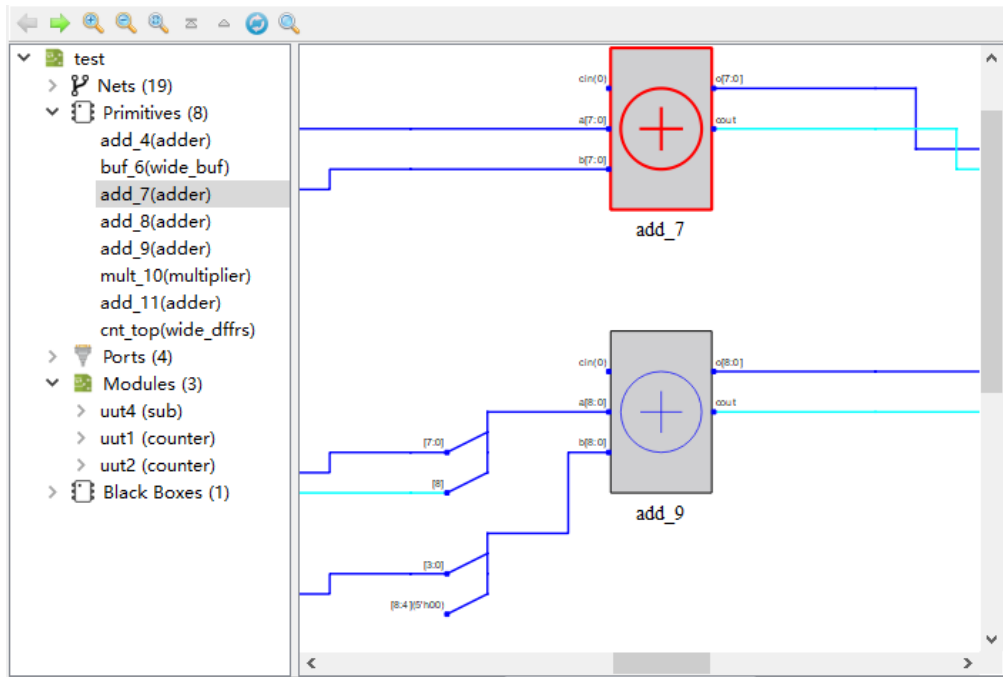 test
Nets (19)
Primitives (8)
add_4(adder)
buf_6(wide_buf)
add_7(adder)
add_8(adder)
add_9(adder)
mult_10(multiplier)
add_11(adder)
cnt_top(wide_dffrs)
Ports (4)
Modules (3)
uut4 (sub)
uut1 (counter)
uut2 (counter)
Black Boxes (1)
cin(0)
o[7:0]
a[7:0]
cout
b[7:0]
add_7
cin(0)
o[8:0]
a[8:0]
cout
b[8:0]
add_9
[7:0]
[8]
[3:0]
[8:4](5'h00)